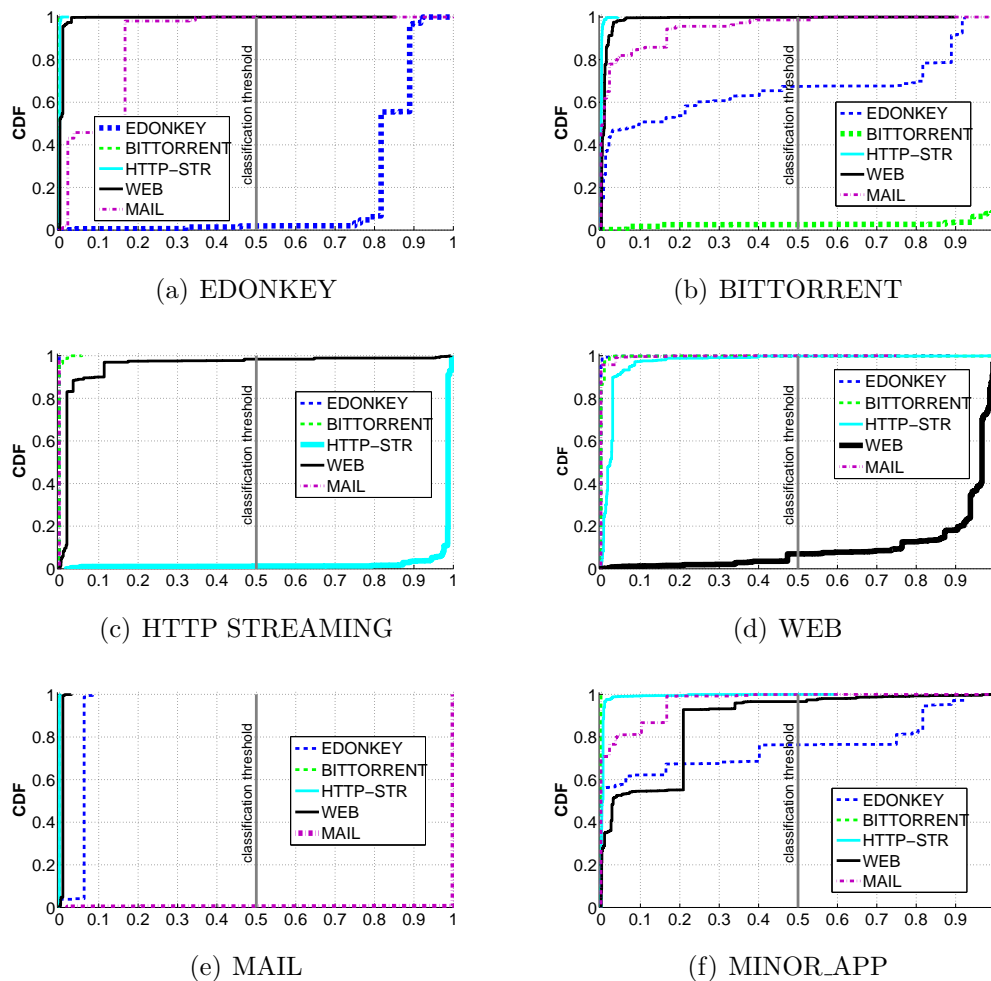 1
0.8
0.6
0.4
0.2
0
CDF
classification threshold
EDONKEY
BITTORRENT
HTTP-STR
WEB
MAIL
0 0.1 0.2 0.3 0.4 0.5 0.6 0.7 0.8 0.9 1
(a) EDONKEY
1
0.8
0.6
0.4
0.2
0
CDF
classification threshold
EDONKEY
BITTORRENT
HTTP-STR
WEB
MAIL
0 0.1 0.2 0.3 0.4 0.5 0.6 0.7 0.8 0.9
(b) BITTORRENT
1
0.8
0.6
0.4
0.2
0
CDF
classification threshold
EDONKEY
BITTORRENT
HTTP-STR
WEB
MAIL
0 0.1 0.2 0.3 0.4 0.5 0.6 0.7 0.8 0.9 1
(c) HTTP STREAMING
1
0.8
0.6
0.4
0.2
0
CDF
classification threshold
EDONKEY
BITTORRENT
HTTP-STR
WEB
MAIL
0 0.1 0.2 0.3 0.4 0.5 0.6 0.7 0.8 0.9
(d) WEB
1
0.8
0.6
0.4
0.2
0
CDF
classification threshold
EDONKEY
BITTORRENT
HTTP-STR
WEB
MAIL
0 0.1 0.2 0.3 0.4 0.5 0.6 0.7 0.8 0.9 1
(e) MAIL
1
0.8
0.6
0.4
0.2
0
CDF
classification threshold
EDONKEY
BITTORRENT
HTTP-STR
WEB
MAIL
0 0.1 0.2 0.3 0.4 0.5 0.6 0.7 0.8 0.9
(f) MINOR_APP